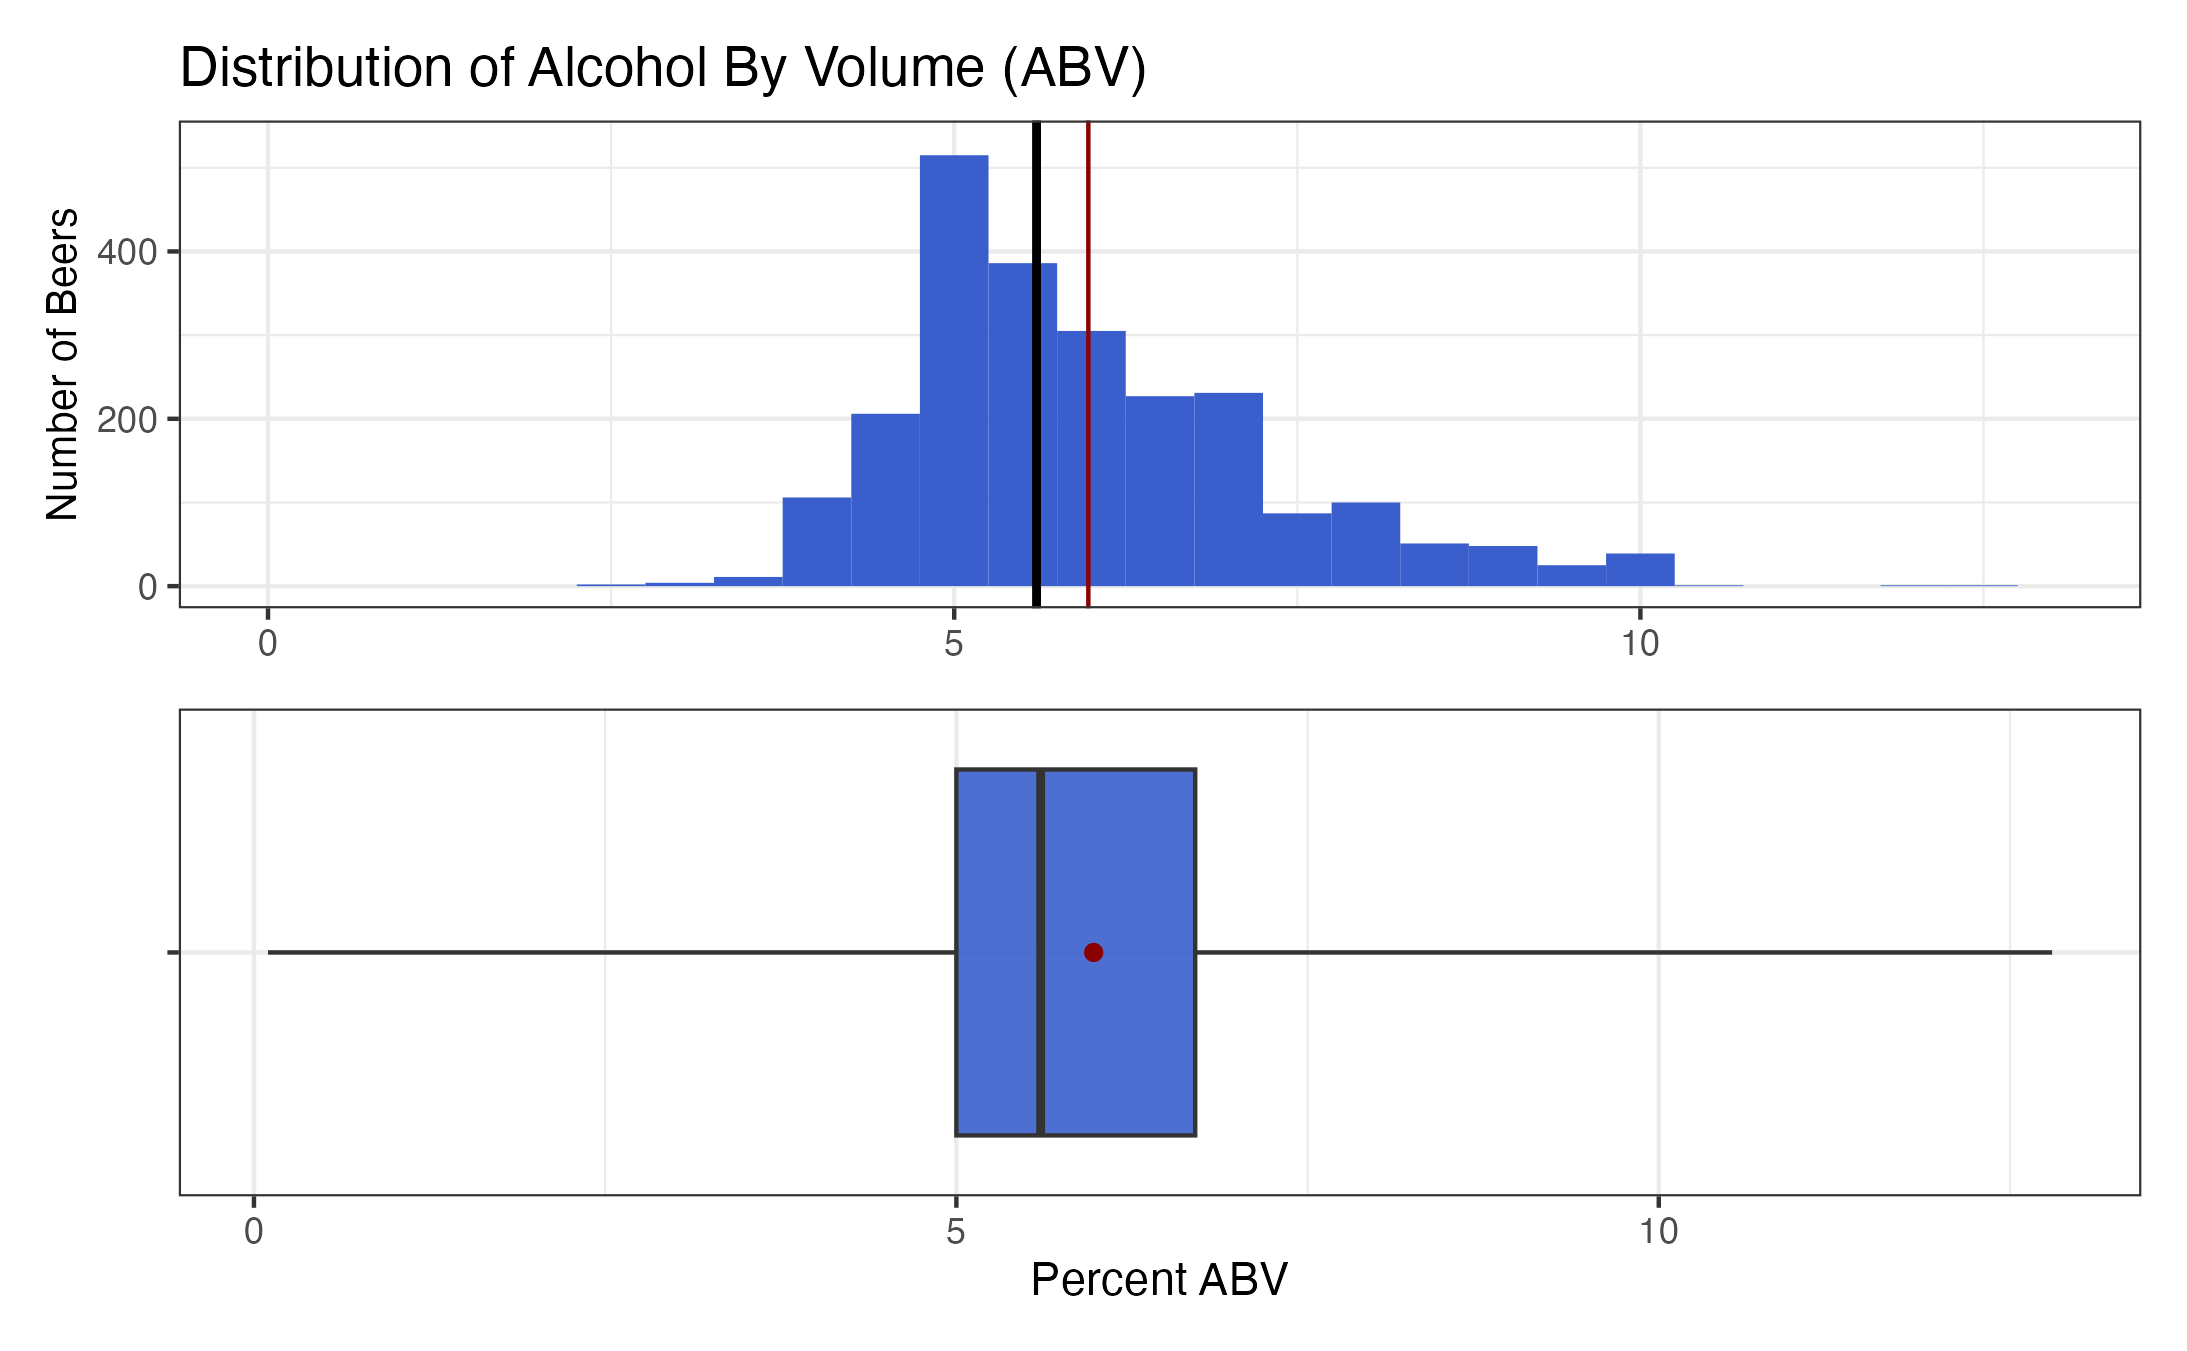 Distribution of Alcohol By Volume (ABV)
Number of Beers
400
200
0
0 5 10
0 5 10
Percent ABV